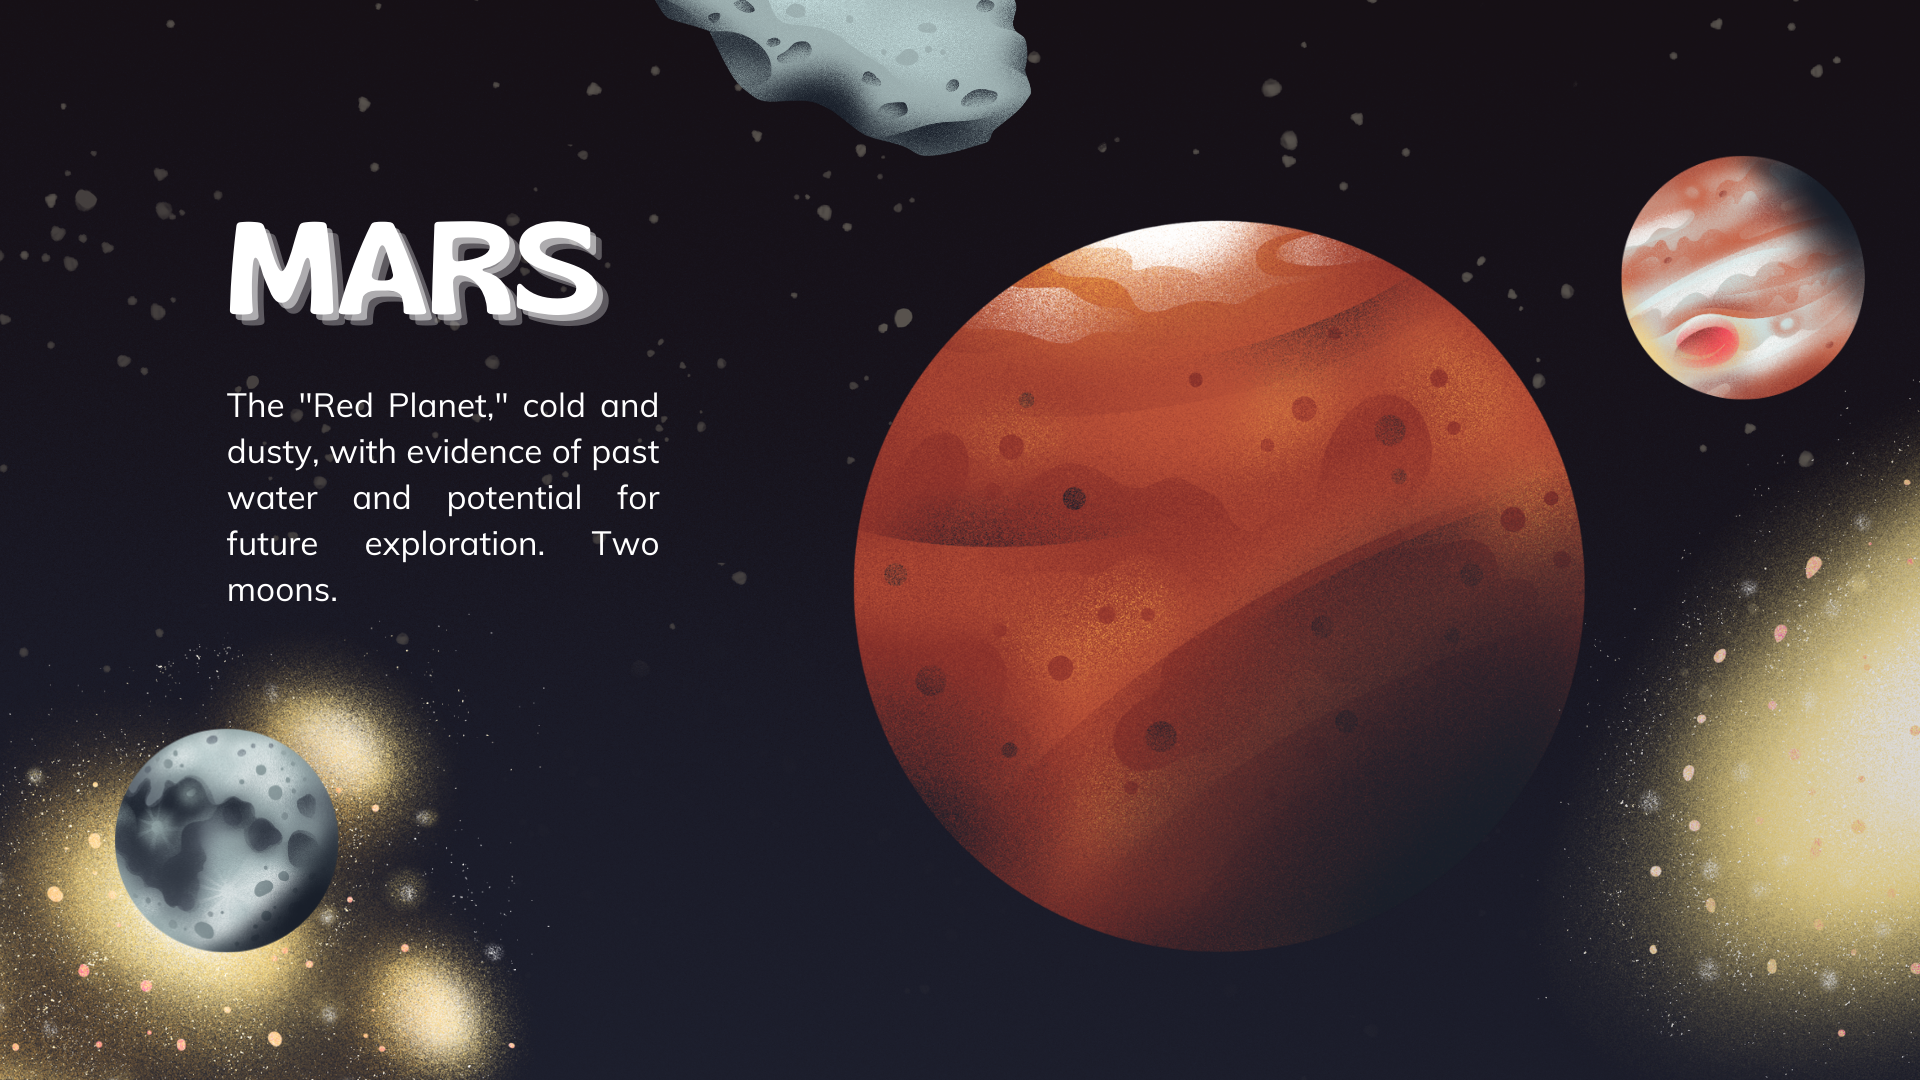 MARS
The "Red Planet," cold and
dusty, with evidence of past
water and potential for
future exploration. Two
moons.